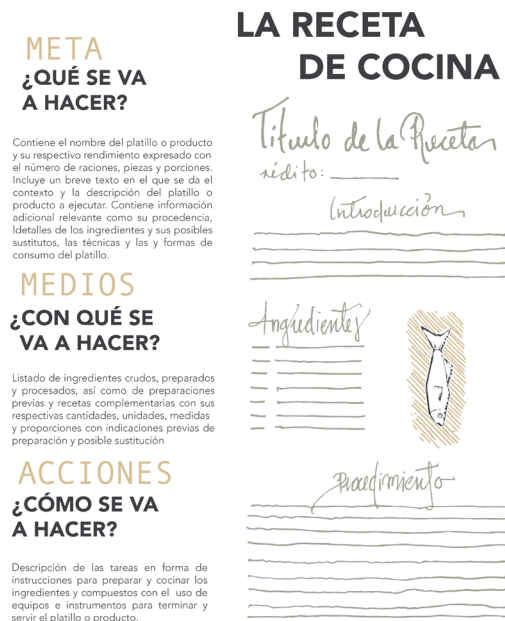 LA RECETA
DE COCINA
META
¿QUÉ SE VA
A HACER?
Contiene el nombre del platillo o producto
y su respectivo rendimiento expresado con
el número de raciones, piezas y porciones.
Incluye un breve texto en el que se da el
contexto y la descripción del platillo o
producto a ejecutar. Contiene información
adicional relevante como su procedencia,
ldetalles de los ingredientes y sus posibles
sustitutos, las técnicas y las y formas de
consumo del platillo.
MEDIOS
¿CON QUÉ SE
VA A HACER?
Listado de ingredientes crudos, preparados
y procesados, así como de preparaciones
previas y recetas complementarias con sus
respectivas cantidades, unidades, medidas
y proporciones con indicaciones previas de
preparación y posible sustitución
ACCIONES
¿CÓMO SE VA
A HACER?
Descripción de las tareas en forma de
instrucciones para preparar y cocinar los
ingredientes y compuestos con el uso de
equipos e instrumentos para terminar y
servir el platillo o producto.
Título de la Receta
rédito:
Introducción
Ingredientes
Procedimiento